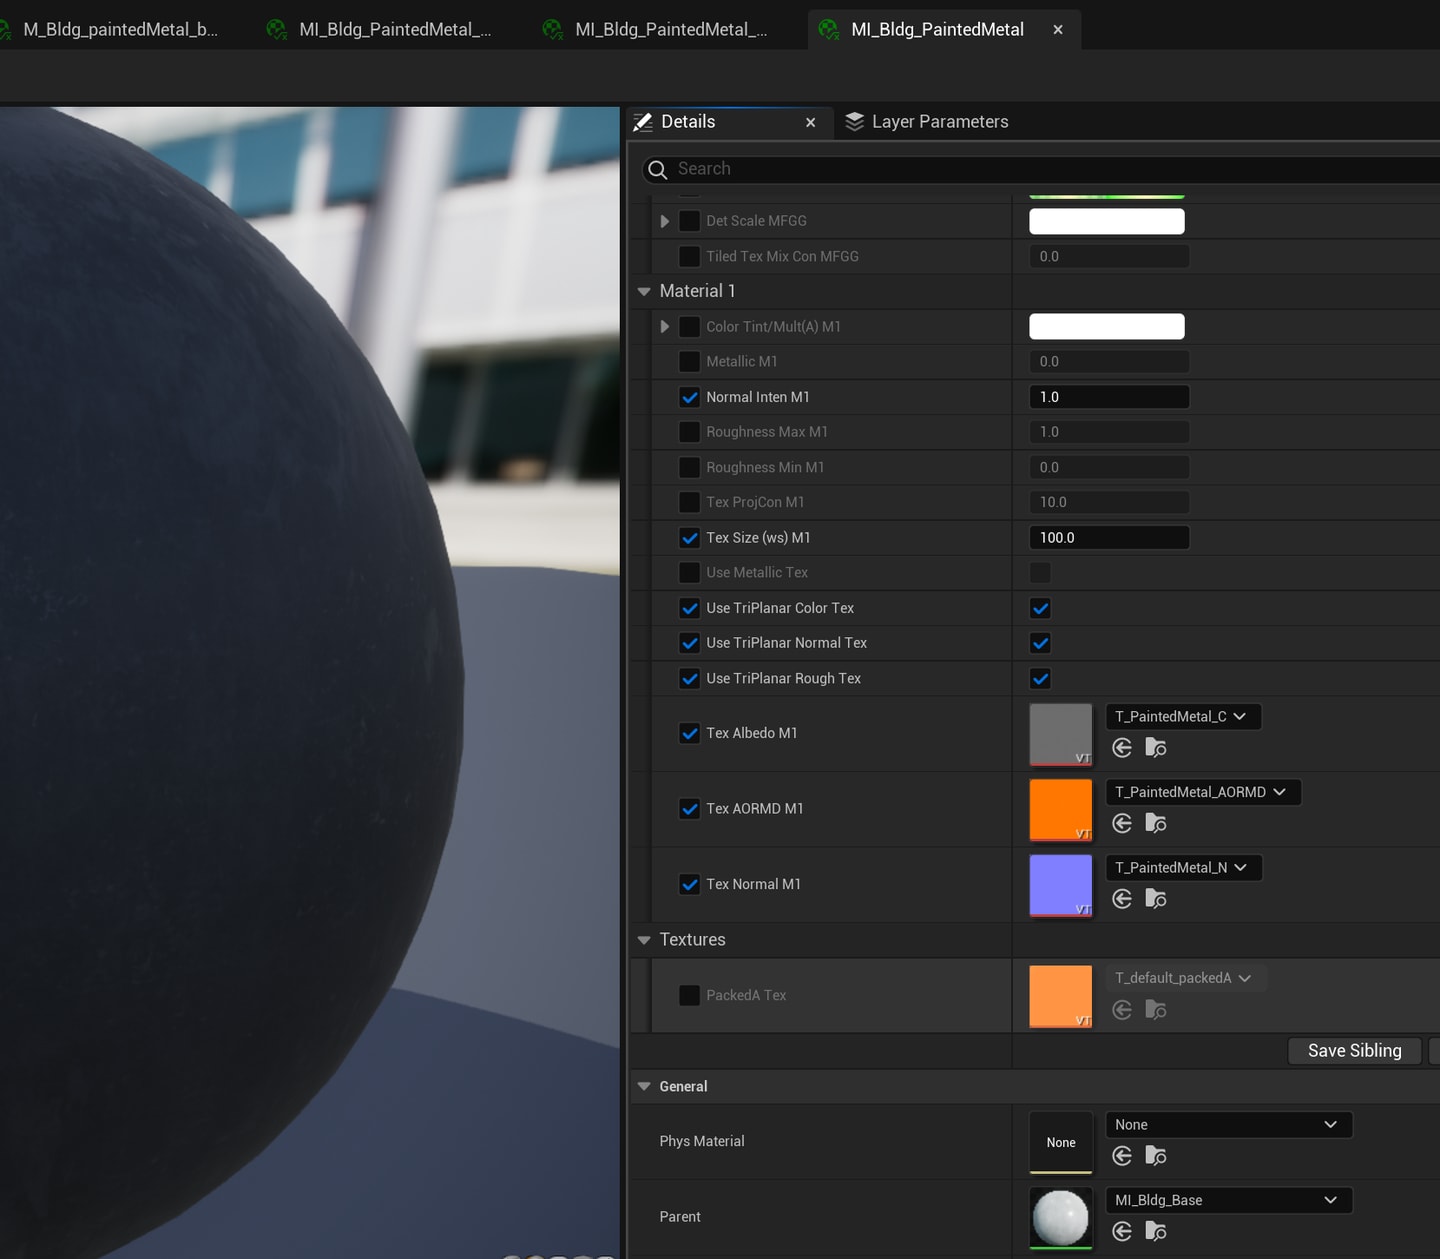 M_Bldg_paintedMetal_b...
MI_Bldg_PaintedMetal_...
MI_Bldg_PaintedMetal_...
MI_Bldg_PaintedMetal
Details
Layer Parameters
Search
Det Scale MFGG
Tiled Tex Mix Con MFGG 0.0
Material 1
Color Tint/Mult(A) M1
Metallic M1 0.0
Normal Inten M1 1.0
Roughness Max M1 1.0
Roughness Min M1 0.0
Tex ProjCon M1 10.0
Tex Size (ws) M1 100.0
Use Metallic Tex
Use TriPlanar Color Tex
Use TriPlanar Normal Tex
Use TriPlanar Rough Tex
Tex Albedo M1 VT T_PaintedMetal_C
Tex AORMD M1 VT T_PaintedMetal_AORMD
Tex Normal M1 VT T_PaintedMetal_N
Textures
PackedA Tex VT T_default_packedA
Save Sibling
General
Phys Material None None
Parent MI_Bldg_Base